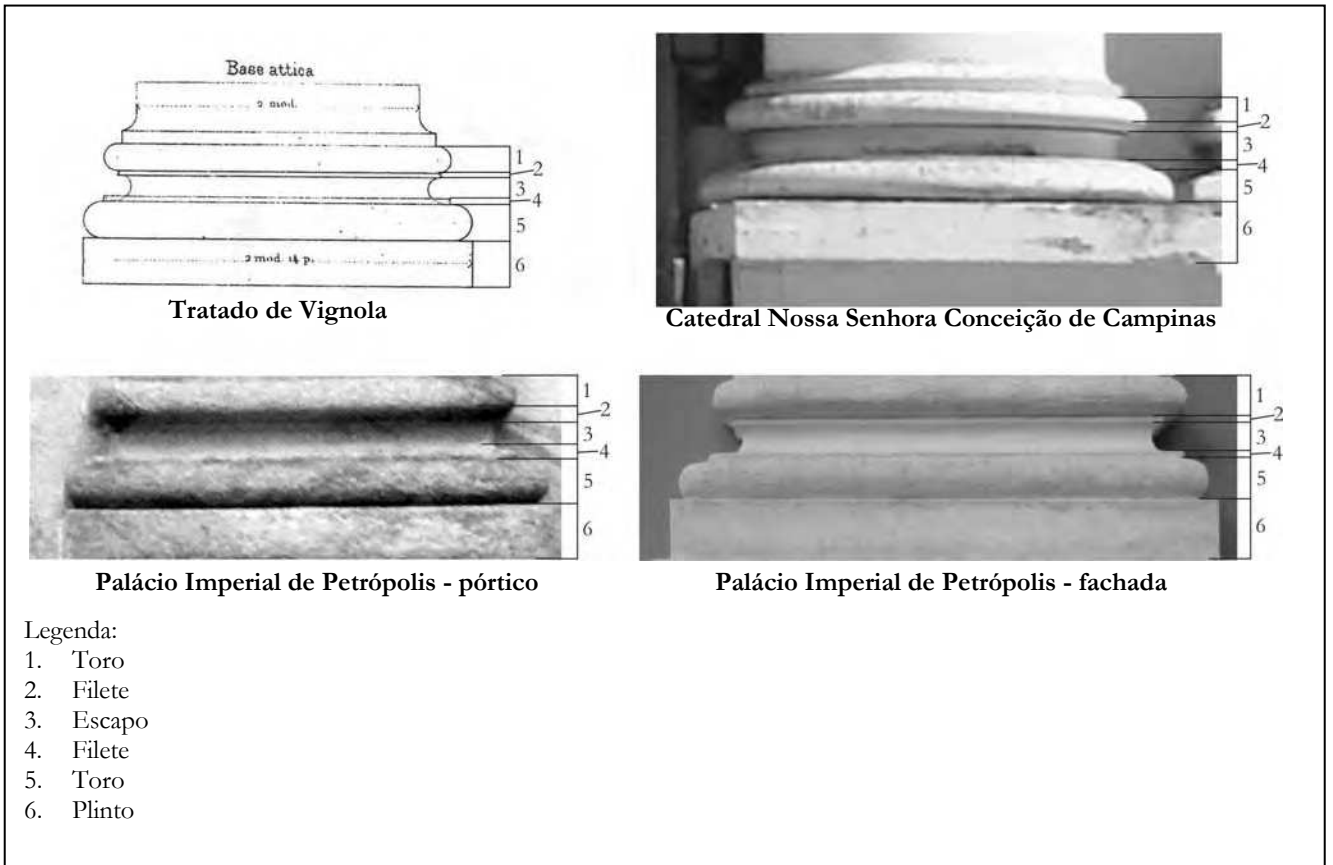 Base attica
2 mod.
1
2
3
4
5
2 mod. 14 p.
6
Tratado de Vignola
1
2
3
4
5
6
Catedral Nossa Senhora Conceição de Campinas
1
2
3
4
5
6
Palácio Imperial de Petrópolis - pórtico
1
2
3
4
5
6
Palácio Imperial de Petrópolis - fachada
Legenda:
1. Toro
2. Filete
3. Escapo
4. Filete
5. Toro
6. Plinto